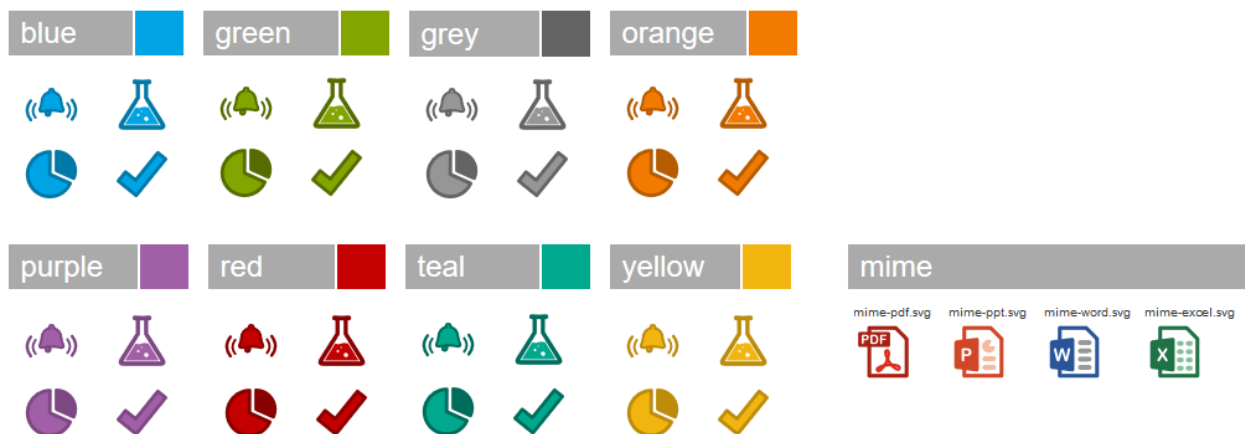 blue
green
grey
orange
purple
red
teal
yellow
mime
mime-pdf.svg
mime-ppt.svg
mime-word.svg
mime-excel.svg
PDF
P
W
X